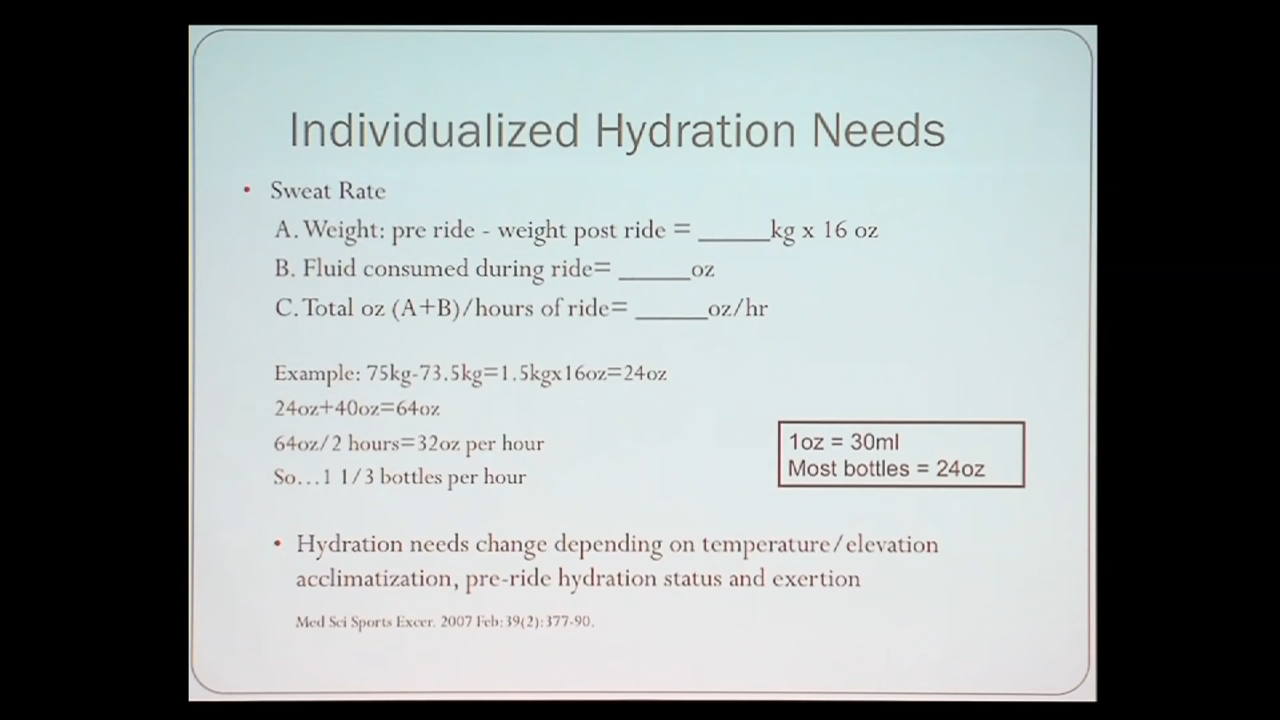 Individualized Hydration Needs
• Sweat Rate
A. Weight: pre ride - weight post ride = ______kg x 16 oz
B. Fluid consumed during ride= ______oz
C. Total oz (A+B)/hours of ride= ______oz/hr
Example: 75kg-73.5kg=1.5kgx16oz=24oz
24oz+40oz=64oz
64oz/2 hours=32oz per hour
So…1 1/3 bottles per hour
1oz = 30ml
Most bottles = 24oz
• Hydration needs change depending on temperature/elevation
acclimatization, pre-ride hydration status and exertion
Med Sci Sports Excer. 2007 Feb;39(2):377-90.